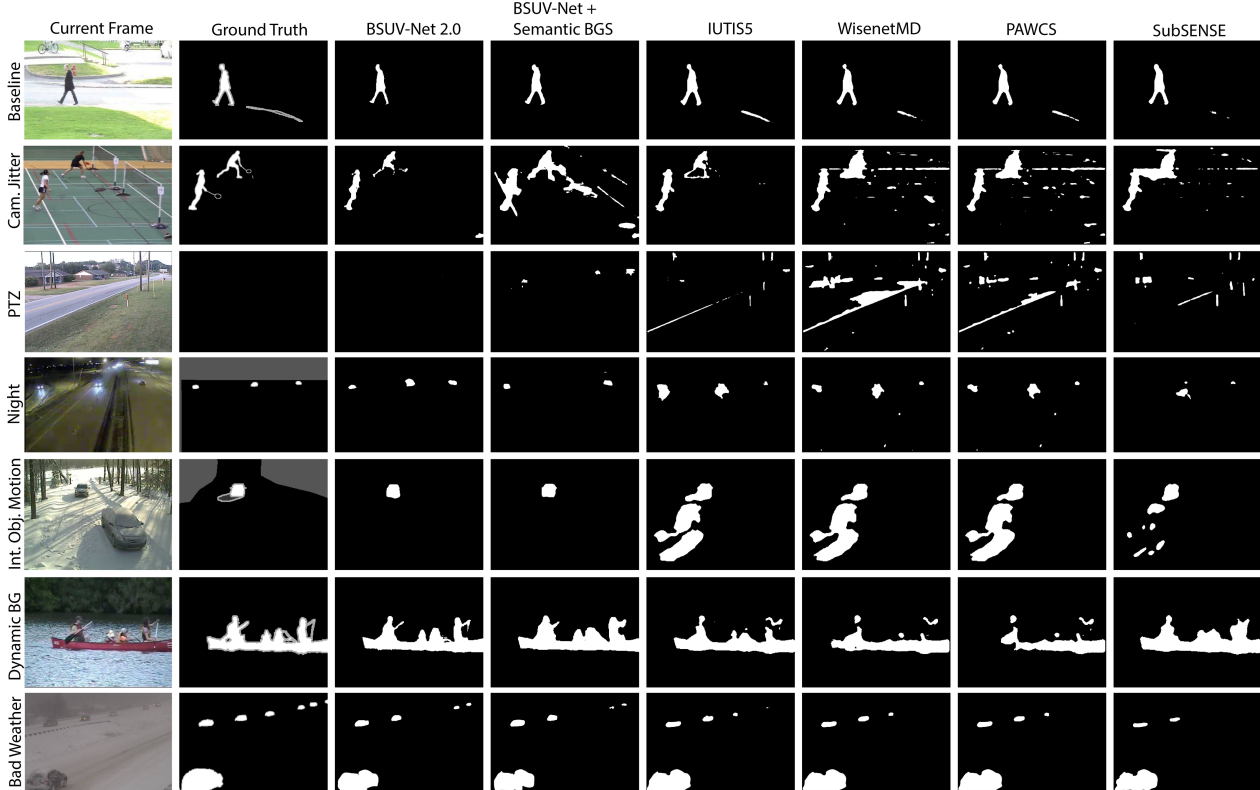 BSUV-Net +
Current Frame Ground Truth BSUV-Net 2.0 Semantic BGS IUTIS5 WisenetMD PAWCS SubSENSE
Baseline
Cam. Jitter
PTZ
Night
Int. Obj. Motion
Dynamic BG
Bad Weather